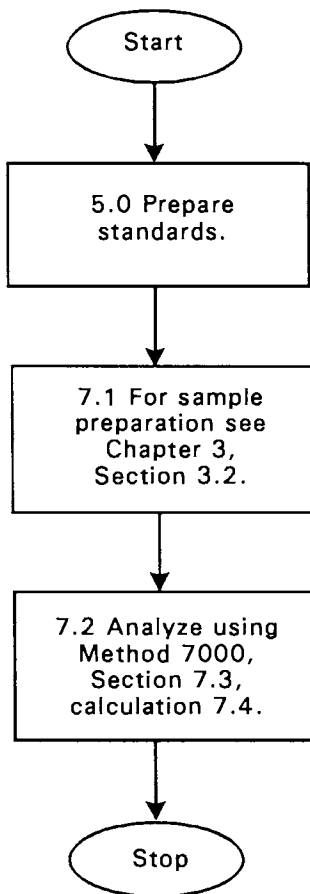 Start
5.0 Prepare
standards.
7.1 For sample
preparation see
Chapter 3,
Section 3.2.
7.2 Analyze using
Method 7000,
Section 7.3,
calculation 7.4.
Stop